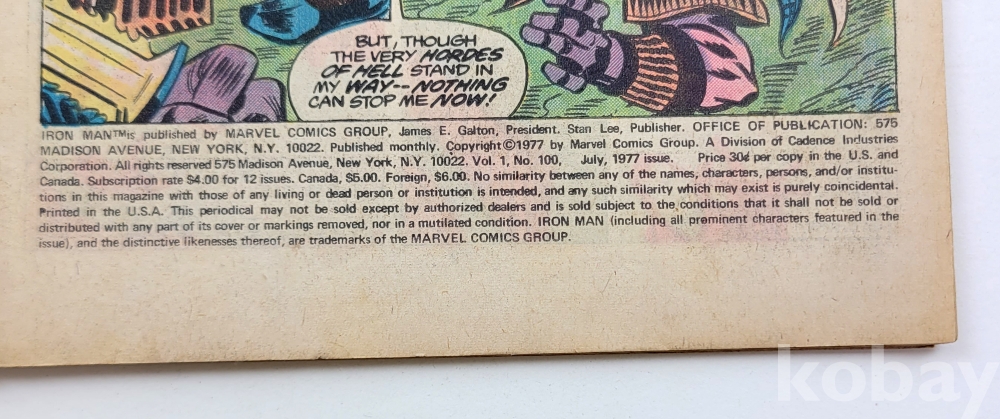 BUT, THOUGH
THE VERY HORDES
OF HELL STAND IN
MY WAY-- NOTHING
CAN STOP ME NOW!
IRON MAN™ is published by MARVEL COMICS GROUP, James E. Galton, President. Stan Lee, Publisher. OFFICE OF PUBLICATION: 575
MADISON AVENUE, NEW YORK, N.Y. 10022. Published monthly. Copyright ©1977 by Marvel Comics Group. A Division of Cadence Industries
Corporation. All rights reserved 575 Madison Avenue, New York, N.Y. 10022. Vol. 1, No. 100, July, 1977 issue. Price 30¢ per copy in the U.S. and
Canada. Subscription rate $4.00 for 12 issues. Canada, $5.00. Foreign, $6.00. No similarity between any of the names, characters, persons, and/or institu-
tions in this magazine with those of any living or dead person or institution is intended, and any such similarity which may exist is purely coincidental.
Printed in the U.S.A. This periodical may not be sold except by authorized dealers and is sold subject to the conditions that it shall not be sold or
distributed with any part of its cover or markings removed, nor in a mutilated condition. IRON MAN (including all prominent characters featured in the
issue), and the distinctive likenesses thereof, are trademarks of the MARVEL COMICS GROUP.
kobay